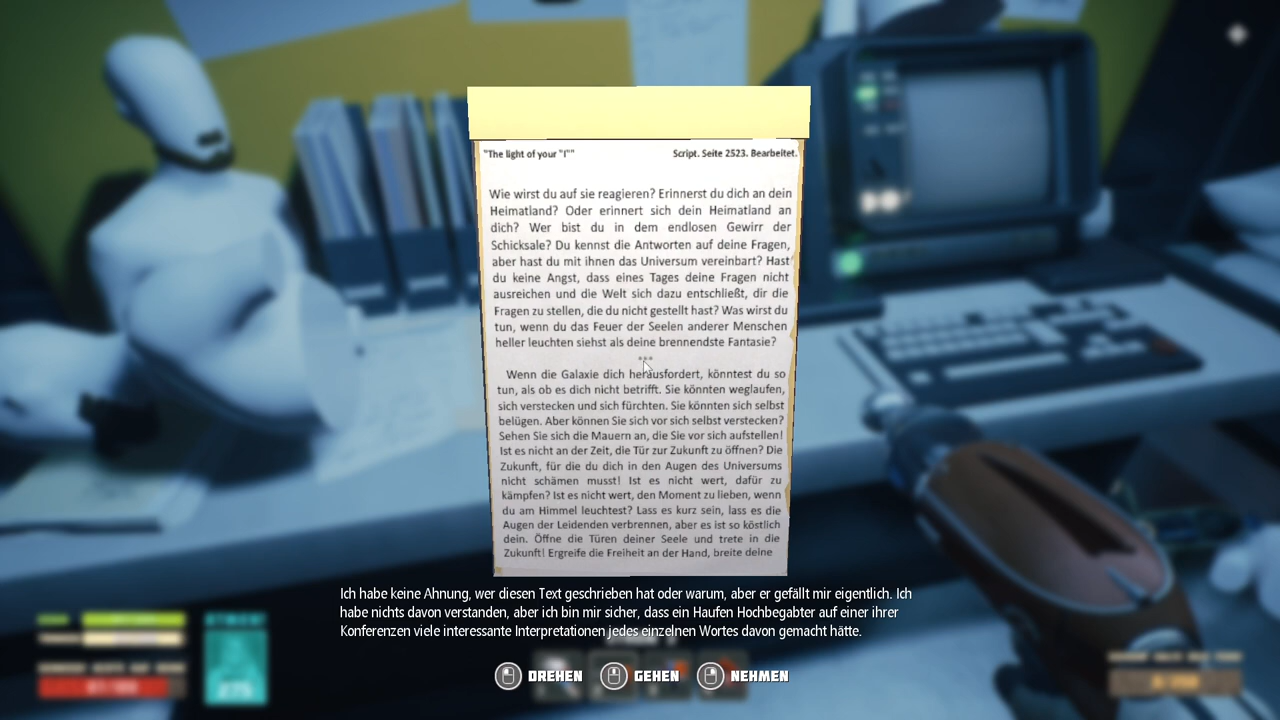 "The light of your "I"" Script. Seite 2523. Bearbeitet.
Wie wirst du auf sie reagieren? Erinnerst du dich an dein
Heimatland? Oder erinnert sich dein Heimatland an
dich? Wer bist du in dem endlosen Gewirr der
Schicksale? Du kennst die Antworten auf deine Fragen,
aber hast du mit ihnen das Universum vereinbart? Hast
du keine Angst, dass eines Tages deine Fragen nicht
ausreichen und die Welt sich dazu entschließt, dir die
Fragen zu stellen, die du nicht gestellt hast? Was wirst du
tun, wenn du das Feuer der Seelen anderer Menschen
heller leuchten siehst als deine brennendste Fantasie?
***
Wenn die Galaxie dich herausfordert, könntest du so
tun, als ob es dich nicht betrifft. Sie könnten weglaufen,
sich verstecken und sich fürchten. Sie könnten sich selbst
belügen. Aber können Sie sich vor sich selbst verstecken?
Sehen Sie sich die Mauern an, die Sie vor sich aufstellen!
Ist es nicht an der Zeit, die Tür zur Zukunft zu öffnen? Die
Zukunft, für die du dich in den Augen des Universums
nicht schämen musst! Ist es nicht wert, dafür zu
kämpfen? Ist es nicht wert, den Moment zu lieben, wenn
du am Himmel leuchtest? Lass es kurz sein, lass es die
Augen der Leidenden verbrennen, aber es ist so köstlich
dein. Öffne die Türen deiner Seele und trete in die
Zukunft! Ergreife die Freiheit an der Hand, breite deine
Ich habe keine Ahnung, wer diesen Text geschrieben hat oder warum, aber er gefällt mir eigentlich. Ich
habe nichts davon verstanden, aber ich bin mir sicher, dass ein Haufen Hochbegabter auf einer ihrer
Konferenzen viele interessante Interpretationen jedes einzelnen Wortes davon gemacht hätte.
DREHEN GEHEN NEHMEN